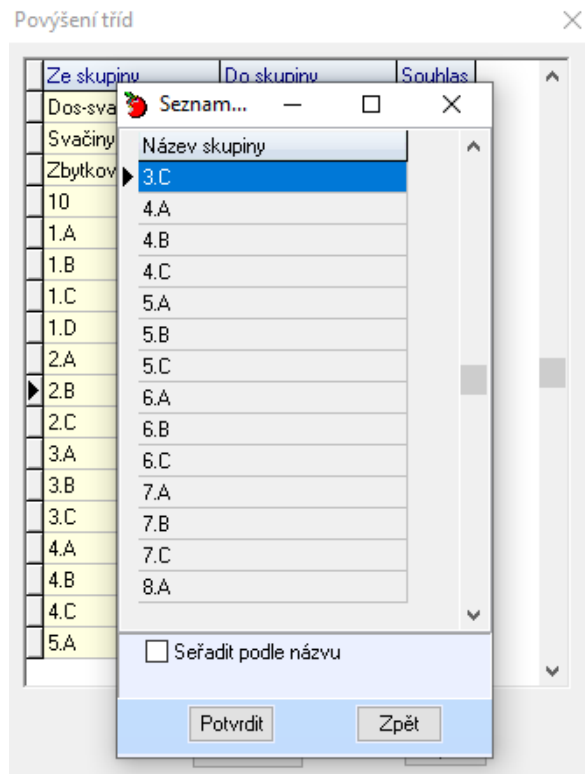 Povýšení tříd
Ze skupiny Do skupiny Souhlas
Dos-sva
Svačiny
Zbytkov
10
1.A
1.B
1.C
1.D
2.A
2.B
2.C
3.A
3.B
3.C
4.A
4.B
4.C
5.A
Seznam...
Název skupiny
3.C
4.A
4.B
4.C
5.A
5.B
5.C
6.A
6.B
6.C
7.A
7.B
7.C
8.A
Seřadit podle názvu
Potvrdit Zpět